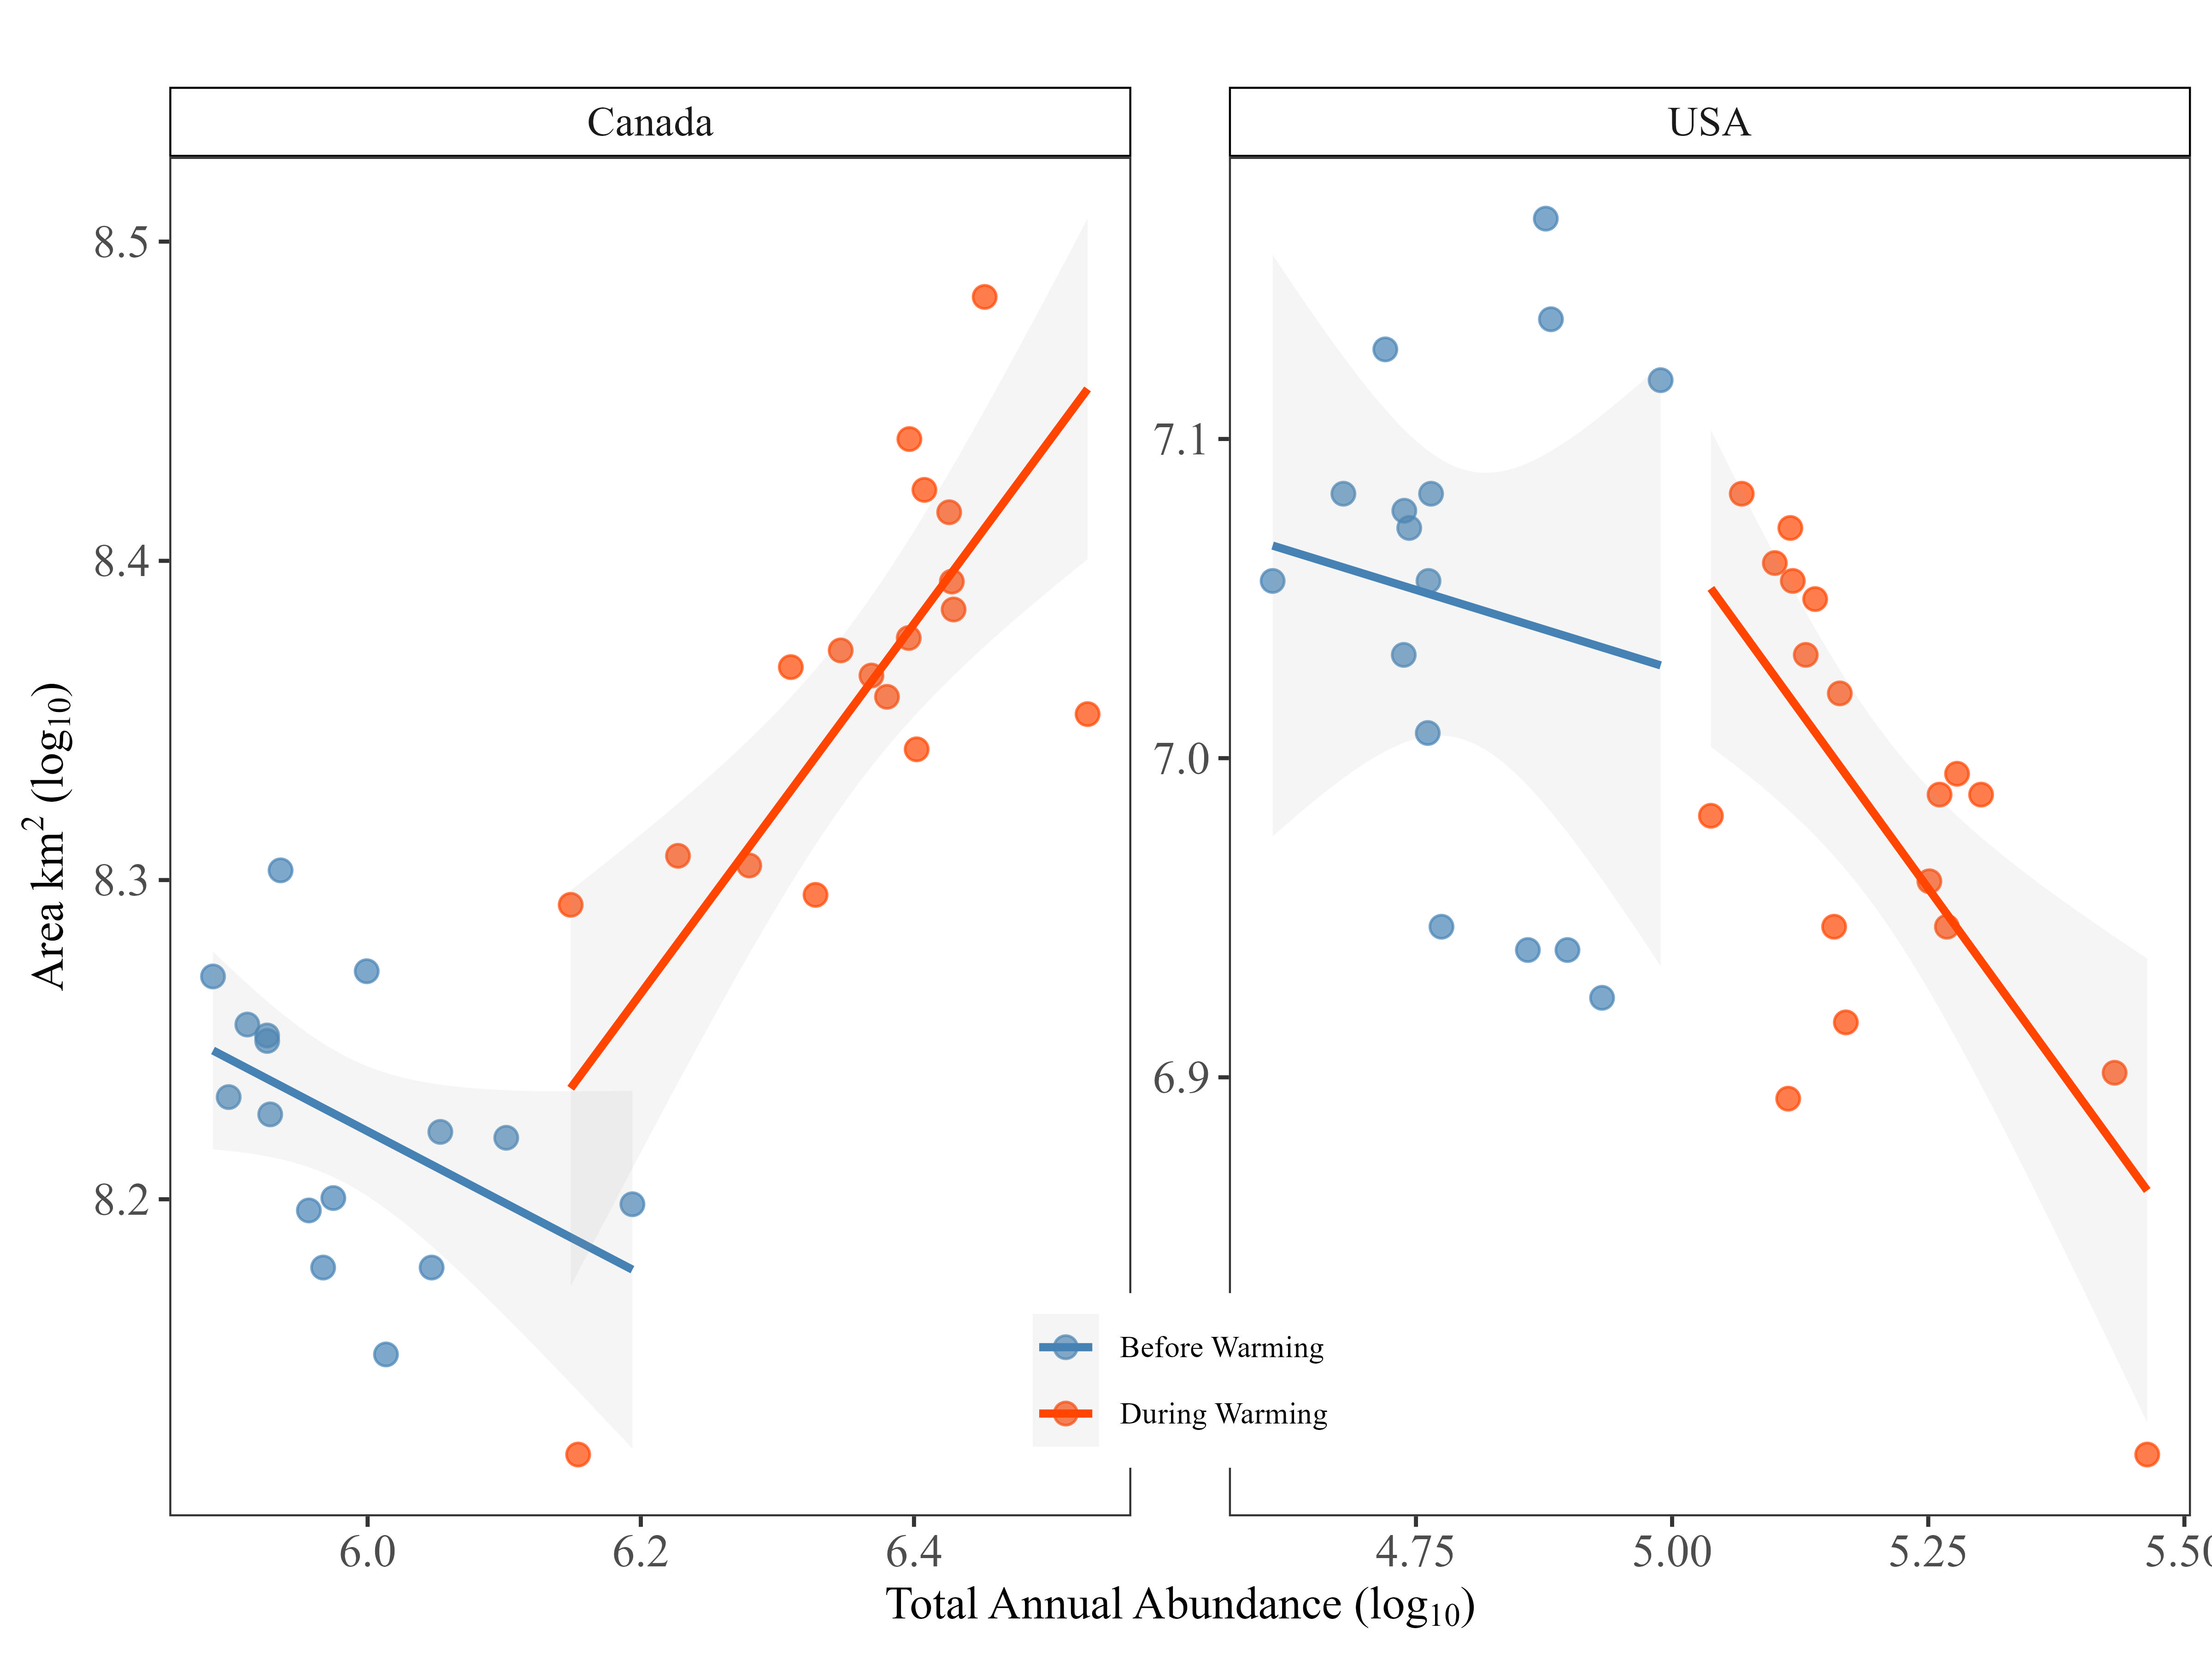 Canada
USA
8.5
8.4
8.3
8.2
7.1
7.0
6.9
Area km² (log₁₀)
Before Warming
During Warming
6.0 6.2 6.4
4.75 5.00 5.25 5.50
Total Annual Abundance (log₁₀)